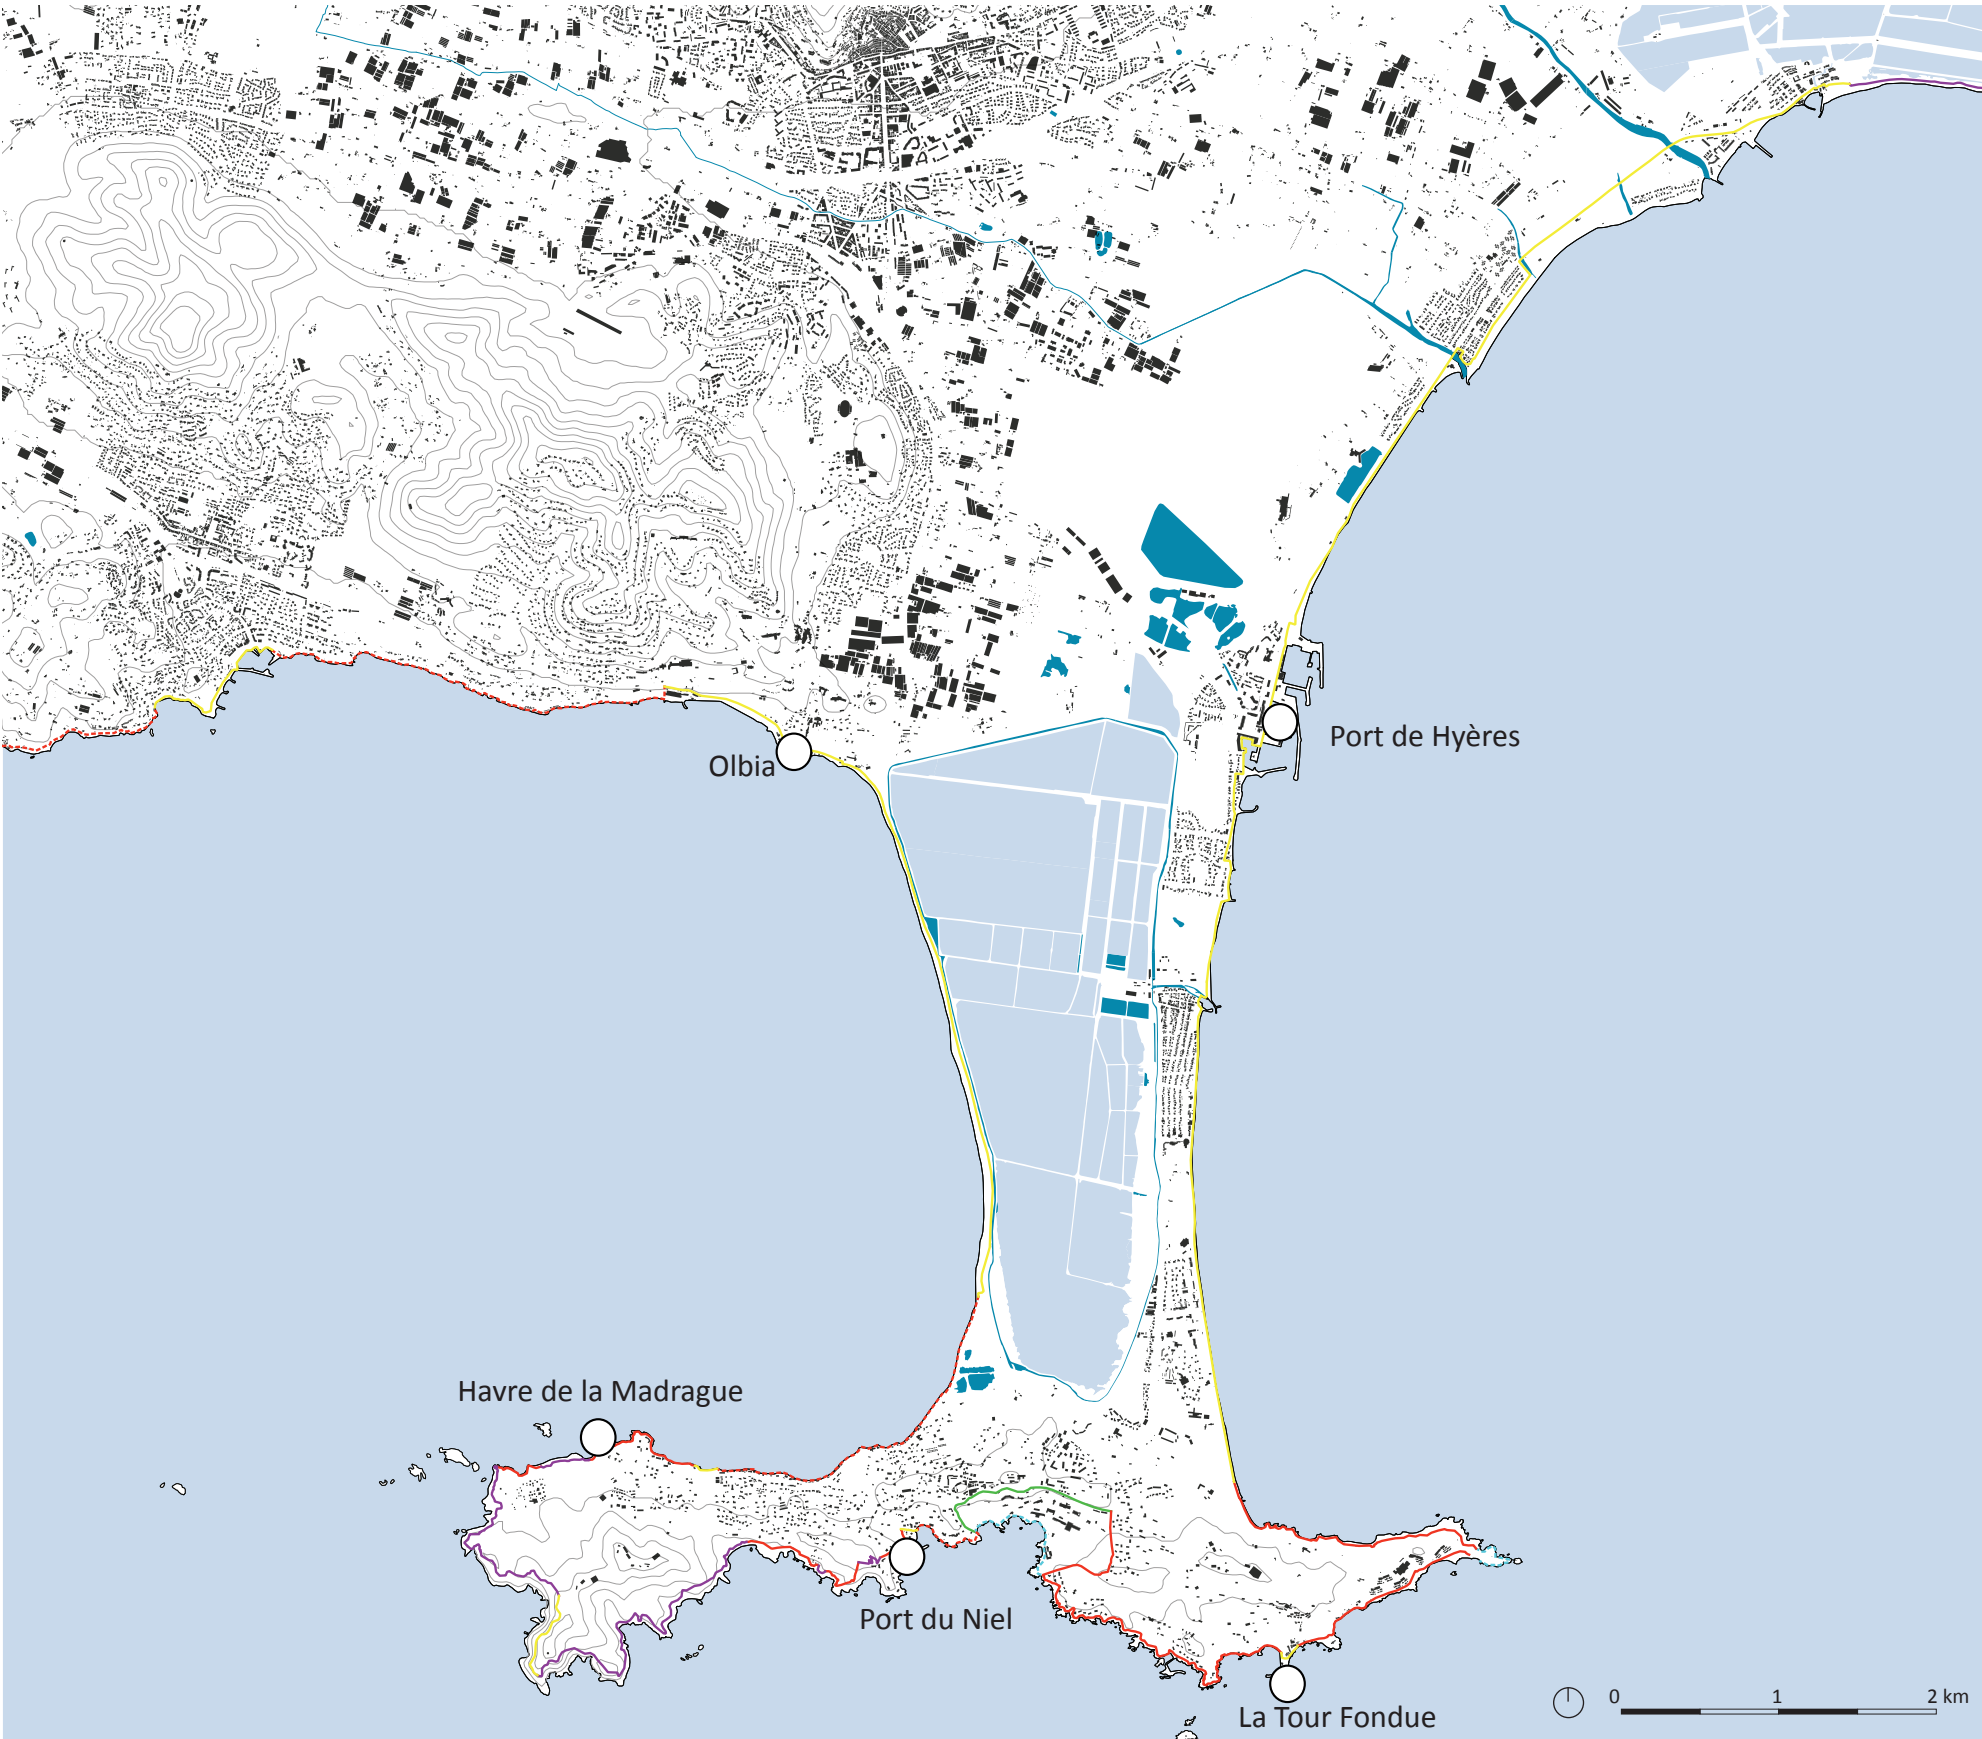 Port de Hyères
Olbia
Havre de la Madrague
Port du Niel
La Tour Fondue
0 1 2 km